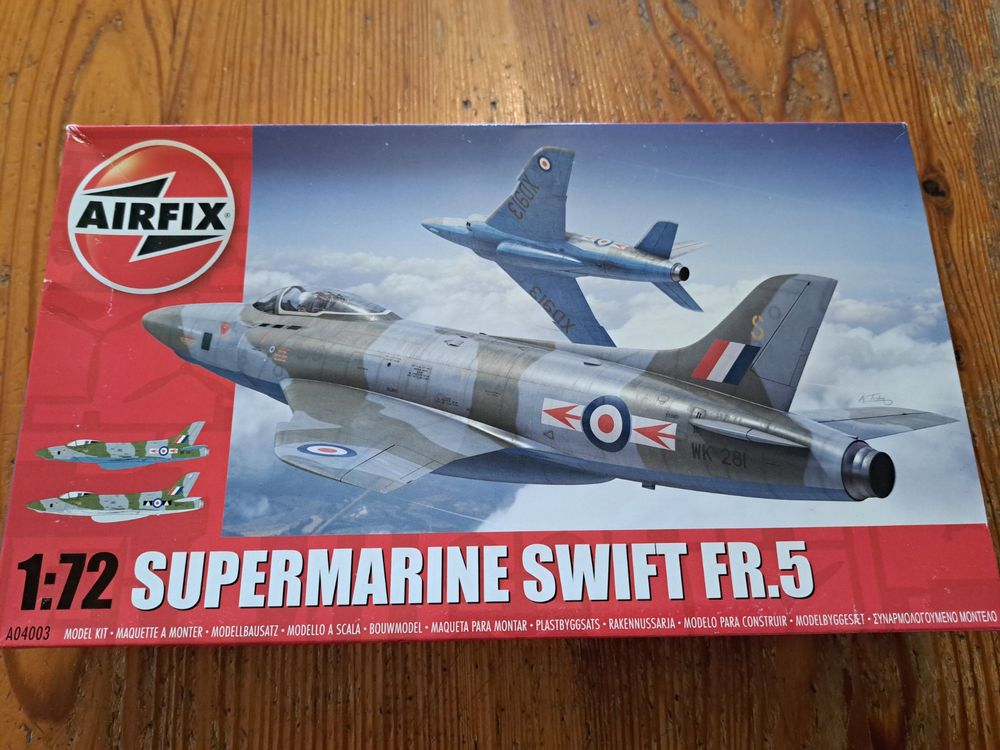 AIRFIX®
XD913
XD913
S
WK 281
1:72 SUPERMARINE SWIFT FR.5
A04003 MODEL KIT • MAQUETTE A MONTER • MODELLBAUSATZ • MODELLO A SCALA • BOUWMODEL • MAQUETA PARA MONTAR • PLASTBYGGSATS • RAKENNUSSARJA • MODELO PARA CONSTRUIR • MODELBYGGESÆT • ΣΥΝΑΡΜΟΛΟΓΟΥΜΕΝΟ ΜΟΝΤΕΛΟ